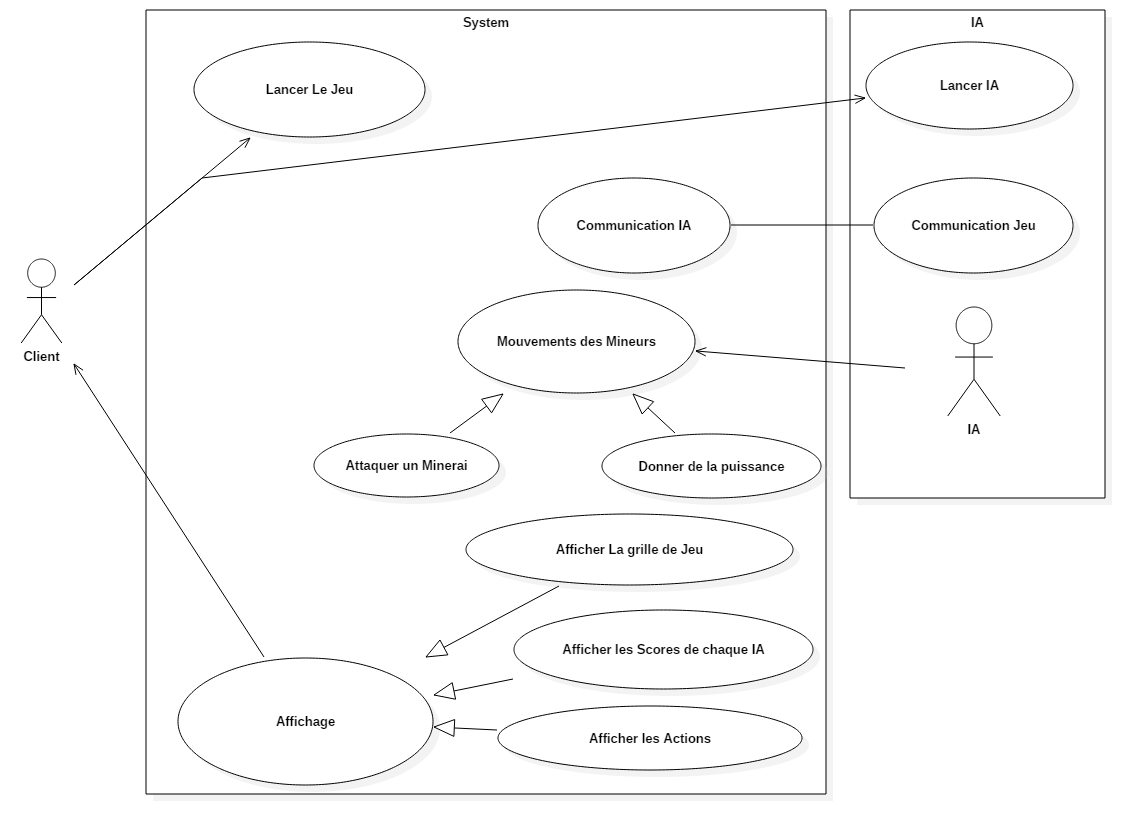 System
IA
Lancer Le Jeu
Lancer IA
Communication IA
Communication Jeu
Client
Mouvements des Mineurs
IA
Attaquer un Minerai
Donner de la puissance
Afficher La grille de Jeu
Afficher les Scores de chaque IA
Affichage
Afficher les Actions